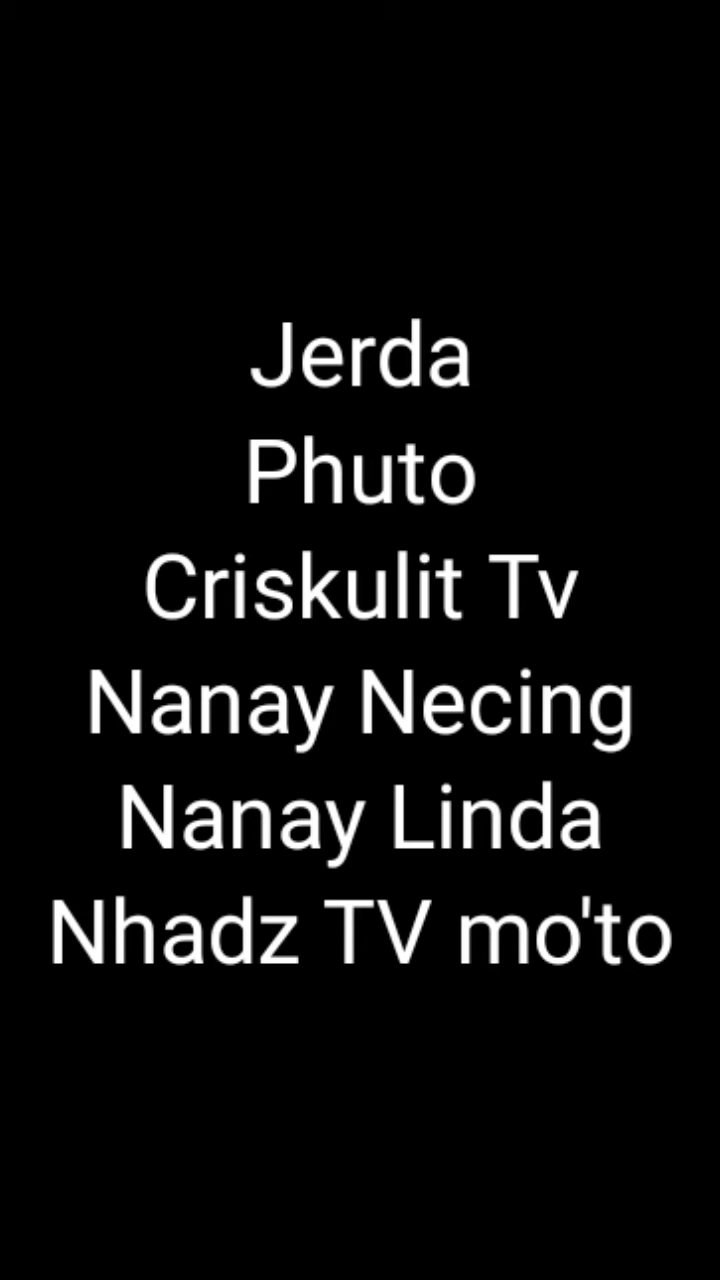 Jerda
Phuto
Criskulit Tv
Nanay Necing
Nanay Linda
Nhadz TV mo'to